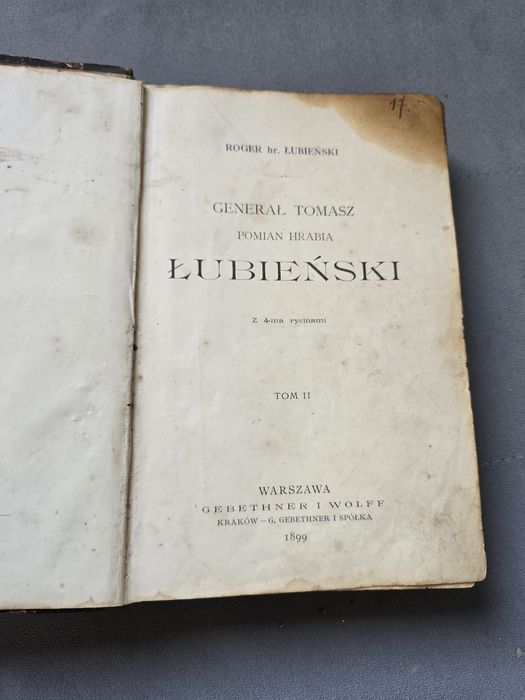 17.
ROGER hr. ŁUBIEŃSKI
GENERAŁ TOMASZ
POMIAN HRABIA
ŁUBIEŃSKI
Z 4-ma rycinami
TOM II
WARSZAWA
GEBETHNER I WOLFF
KRAKÓW – G, GEBETHNER I SPÓŁKA
1899